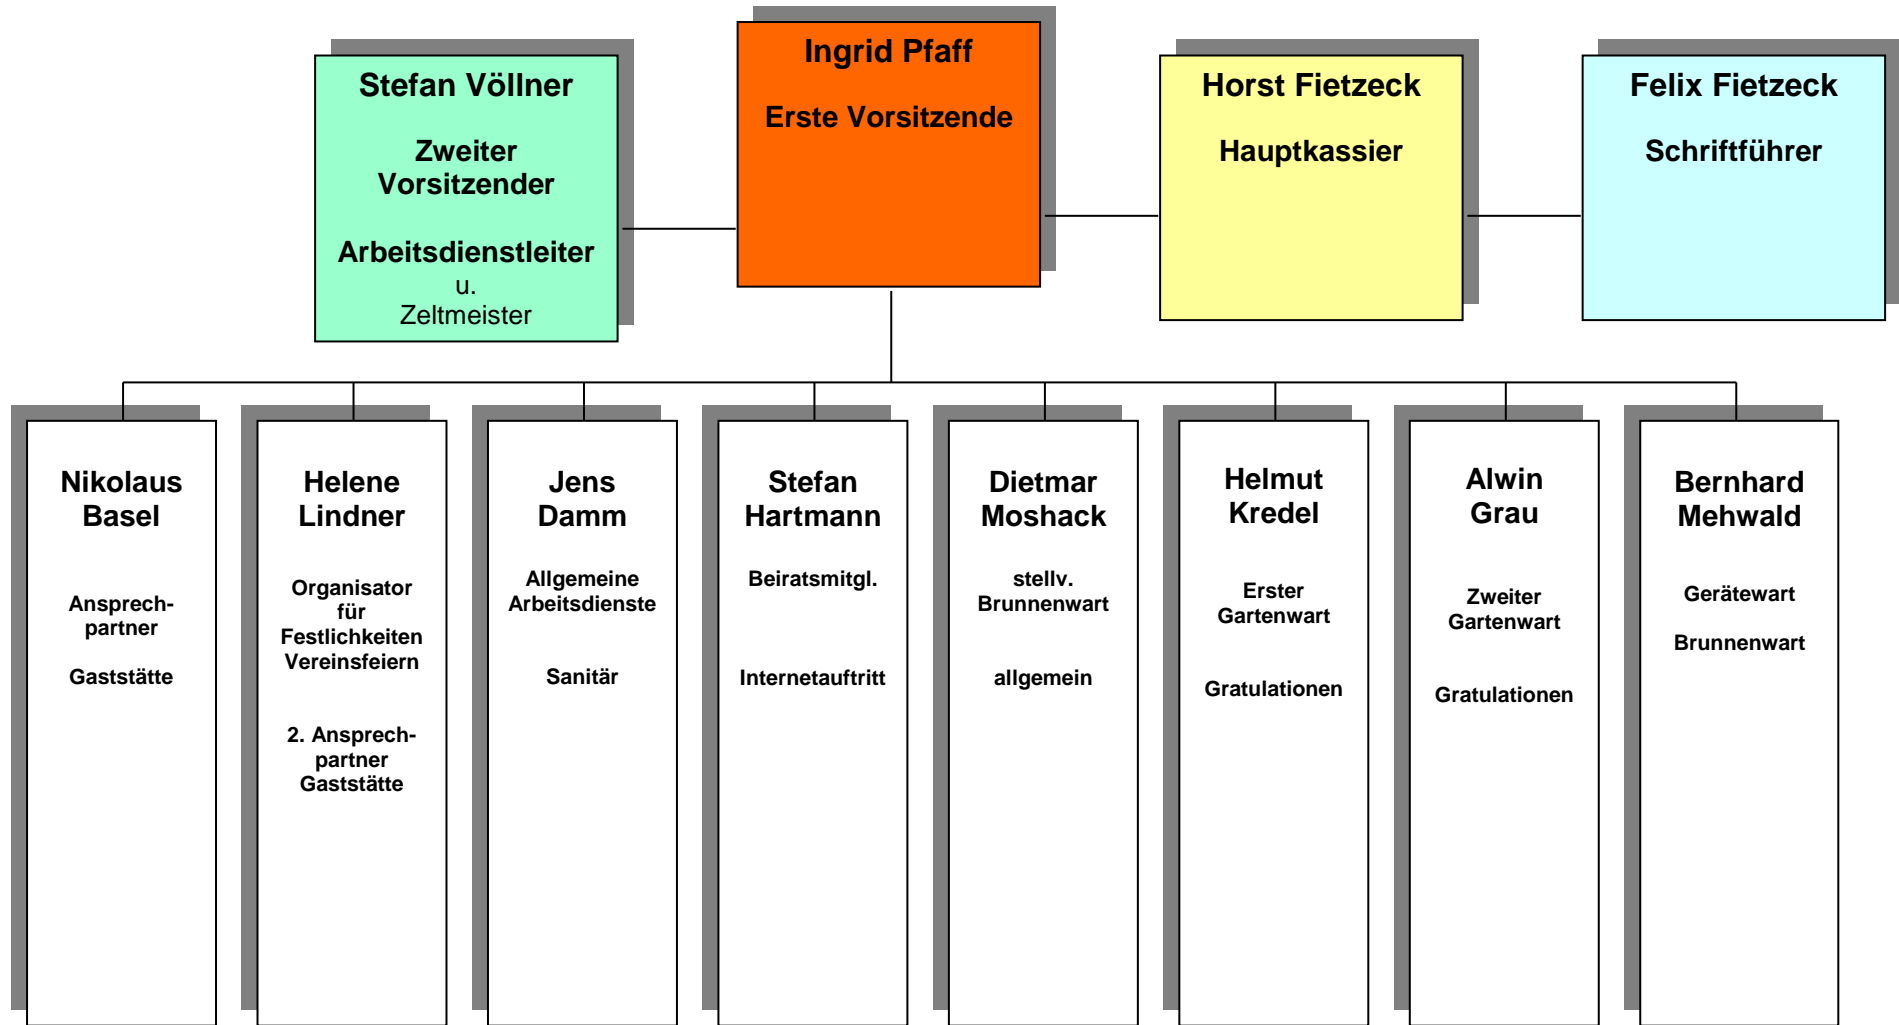 Stefan Völlner
Zweiter
Vorsitzender
Arbeitsdienstleiter
u.
Zeltmeister
Ingrid Pfaff
Erste Vorsitzende
Horst Fietzeck
Hauptkassier
Felix Fietzeck
Schriftführer
Nikolaus
Basel
Ansprech-
partner
Gaststätte
Helene
Lindner
Organisator
für
Festlichkeiten
Vereinsfeiern
2. Ansprech-
partner
Gaststätte
Jens
Damm
Allgemeine
Arbeitsdienste
Sanitär
Stefan
Hartmann
Beiratsmitgl.
Internetauftritt
Dietmar
Moshack
stellv.
Brunnenwart
allgemein
Helmut
Kredel
Erster
Gartenwart
Gratulationen
Alwin
Grau
Zweiter
Gartenwart
Gratulationen
Bernhard
Mehwald
Gerätewart
Brunnenwart